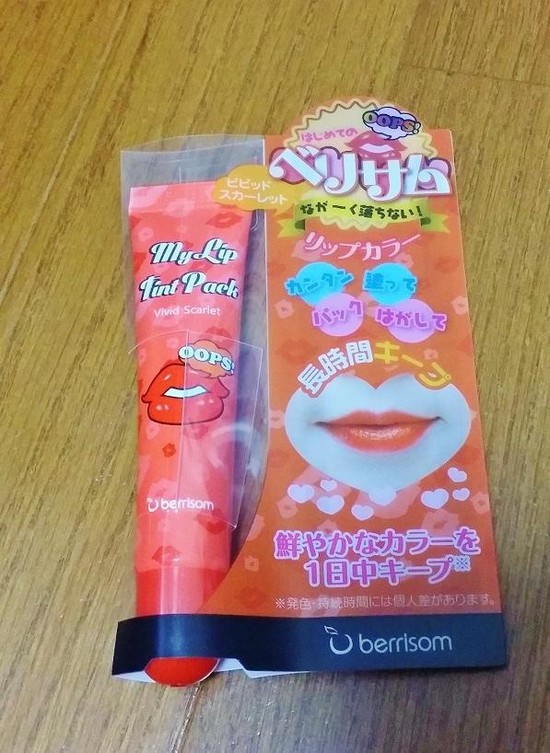 My Lip
Tint Pack
Vivid Scarlet
OOPS!
berrisom
OOPS!
はじめての
ベリサム
ビビッド
スカーレット
なが～く落ちない!
リップカラー
カンタン 塗って
パック はがして
長時間キープ
鮮やかなカラーを
1日中キープ※
※発色・持続時間には個人差があります。
berrisom